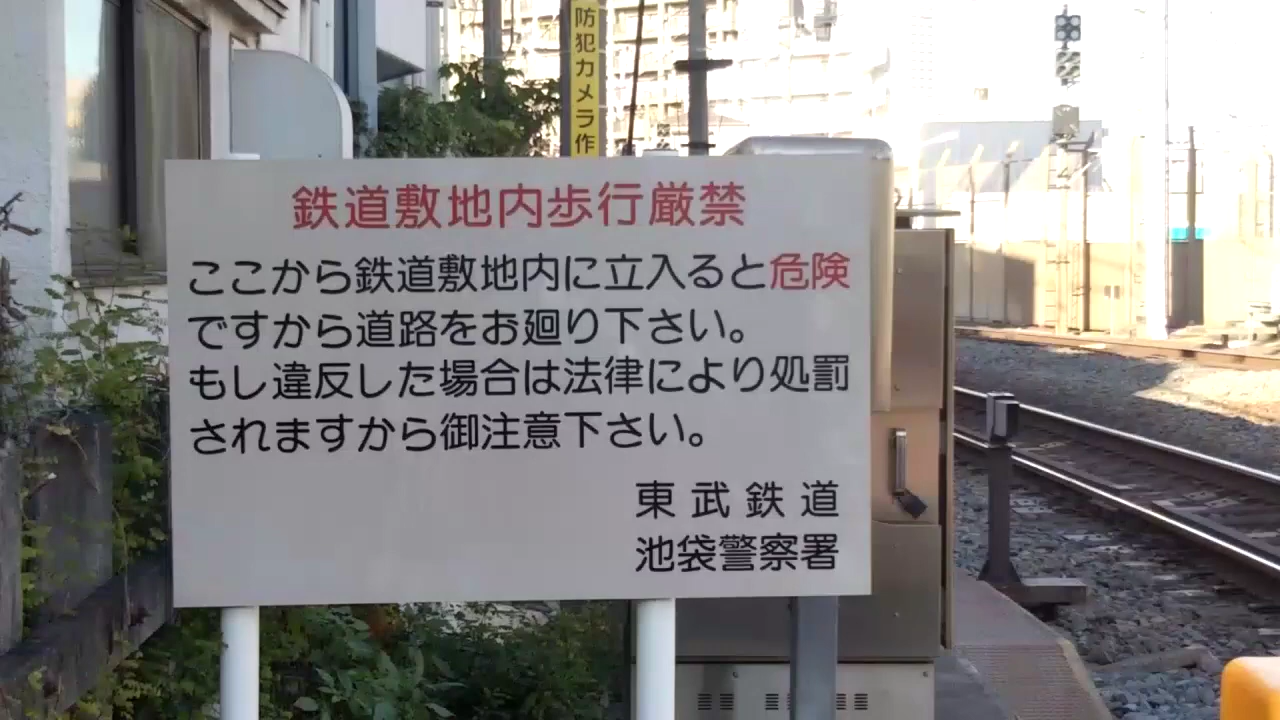 防犯カメラ作
鉄道敷地内歩行厳禁
ここから鉄道敷地内に立入ると危険
ですから道路をお廻り下さい。
もし違反した場合は法律により処罰
されますから御注意下さい。
東武鉄道
池袋警察署